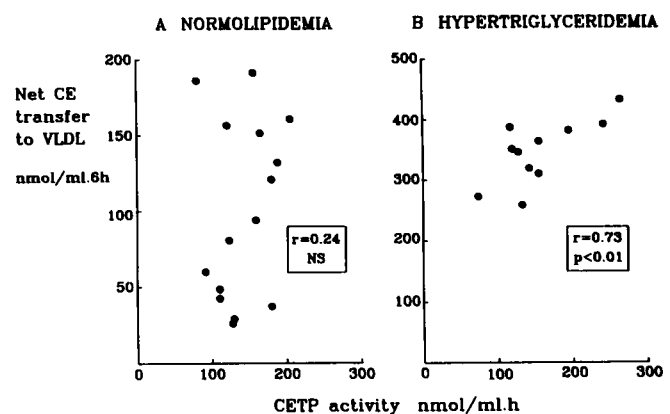 A NORMOLIPIDEMIA
B HYPERTRIGLYCERIDEMIA
Net CE
transfer
to VLDL
nmol/ml.6h
200
150
100
50
r=0.24
NS
0
100
200
300
500
400
300
200
100
r=0.73
p<0.01
0
100
200
300
CETP activity nmol/ml.h